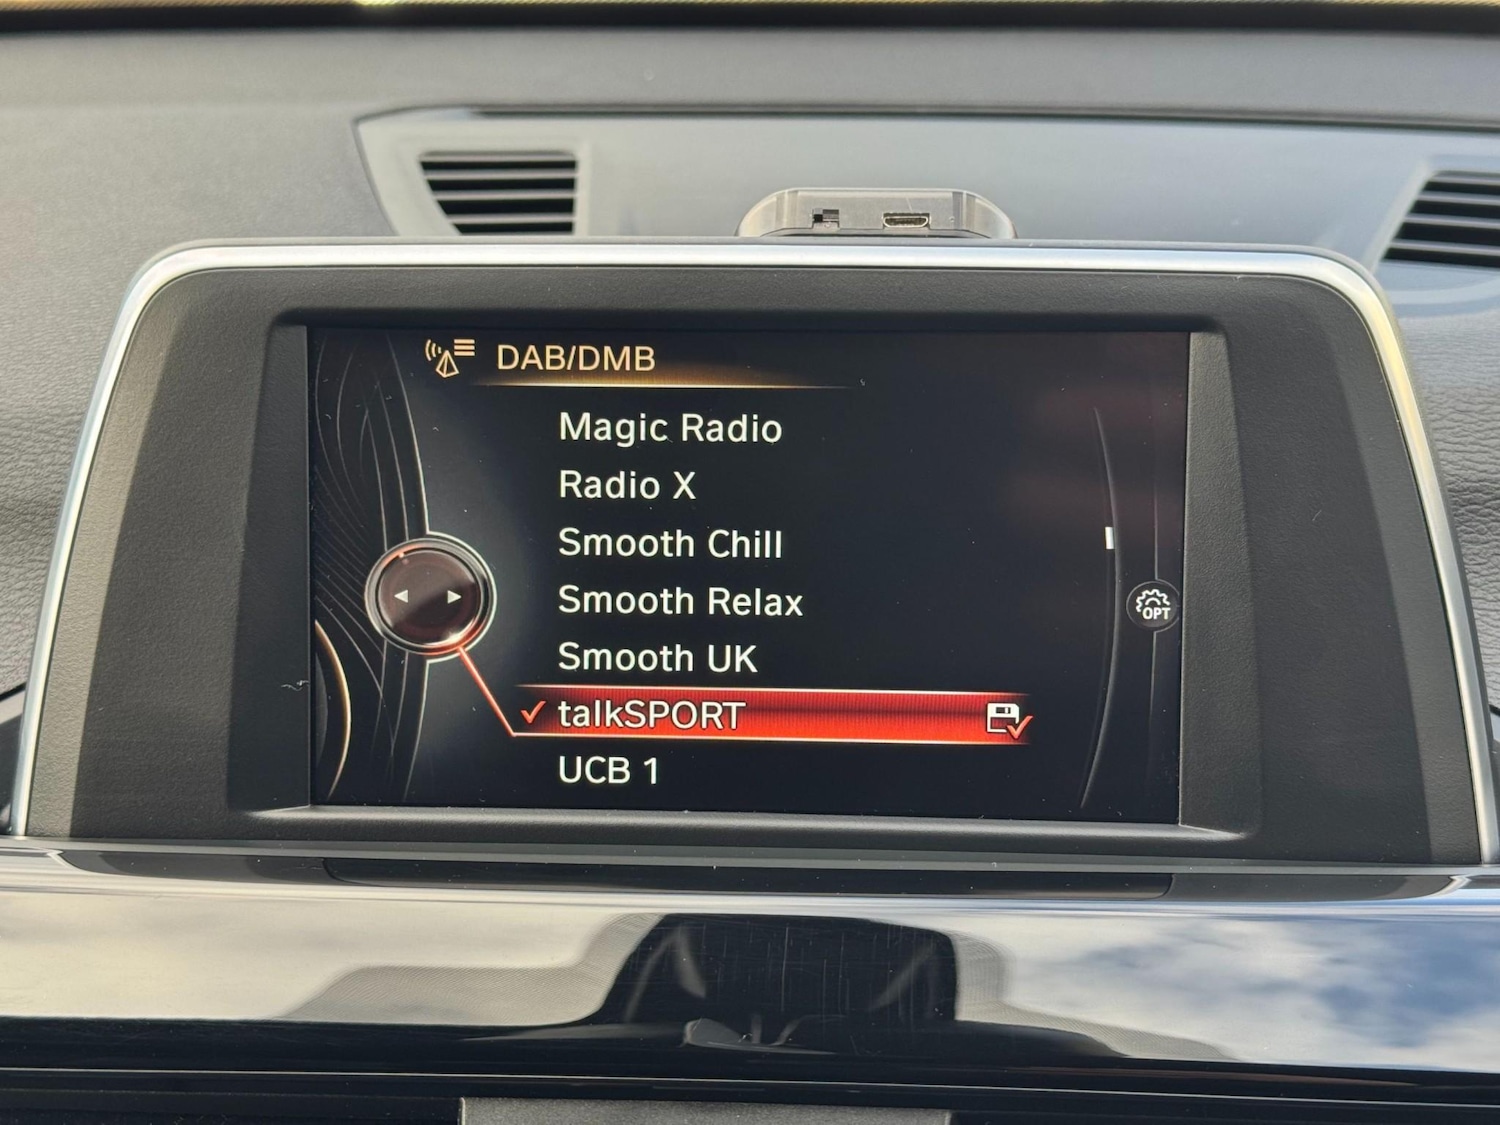 DAB/DMB
Magic Radio
Radio X
Smooth Chill
Smooth Relax
Smooth UK
OPT
talkSPORT
UCB 1